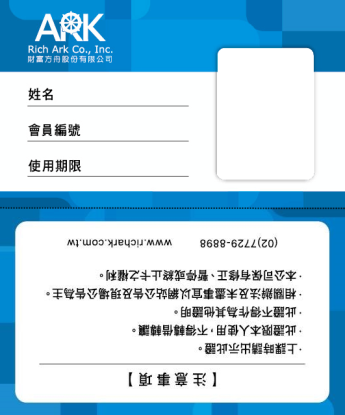 ARK
Rich Ark Co., Inc.
財富方舟股份有限公司
姓名
會員編號
使用期限
【注意事項】
·上課時請出示此證。
·此證限本人使用，不得轉借轉讓。
·此證不得作為其他證明。
·相關辦法及未盡事宜以網站公告及現場公告為主。
·本公司保有修正、暫停或終止卡之權利。
(02)7729-8898 www.richark.com.tw